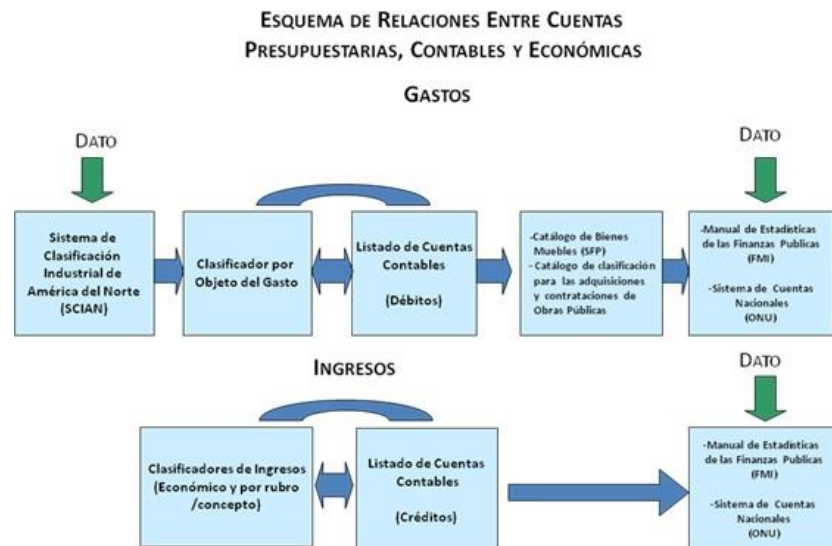 ESQUEMA DE RELACIONES ENTRE CUENTAS
PRESUPUESTARIAS, CONTABLES Y ECONÓMICAS
GASTOS
DATO
DATO
Sistema de
Clasificación
Industrial de
América del Norte
(SCIAN)
Clasificador por
Objeto del Gasto
Listado de Cuentas
Contables
(Débitos)
-Catálogo de Bienes
Muebles (SFP)
- Catálogo de clasificación
para las adquisiciones
y contrataciones de
Obras Públicas
-Manual de Estadísticas
de las Finanzas Publicas
(FMI)
-Sistema de Cuentas
Nacionales
(ONU)
INGRESOS
DATO
Clasificadores de Ingresos
(Económico y por rubro
/concepto)
Listado de Cuentas
Contables
(Créditos)
-Manual de Estadísticas
de las Finanzas Publicas
(FMI)
-Sistema de Cuentas
Nacionales
(ONU)